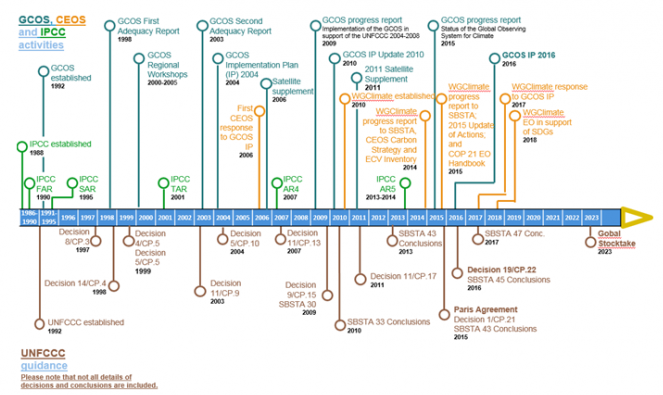 GCOS, CEOS
and IPCC
activities
GCOS First
Adequacy Report
1998
GCOS Second
Adequacy Report
2003
GCOS progress report
Implementation of the GCOS in
support of the UNFCCC 2004-2008
2009
GCOS progress report
Status of the Global Observing
System for Climate
2015
GCOS
established
1992
GCOS
Regional
Workshops
2000-2005
GCOS
Implementation Plan
(IP) 2004
2004
Satellite
supplement
2006
GCOS IP Update 2010
2010
2011 Satellite
Supplement
2011
GCOS IP 2016
2016
First
CEOS
response
to GCOS
IP
2006
WGClimate established
2010
WGClimate
progress
report to SBSTA,
CEOS Carbon
Strategy and
ECV Inventory
2014
WGClimate
progress
report to
SBSTA,
2015 Update
of Actions,
and
COP 21 EO
Handbook
2015
WGClimate response
to GCOS IP
2017
WGClimate
EO in support
of SDGs
2018
IPCC established
1988
IPCC
FAR
1990
IPCC
SAR
1995
IPCC
TAR
2001
IPCC
AR4
2007
IPCC
AR5
2013-2014
1986-
1990
1991-
1995
1996
1997
1998
1999
2000
2001
2002
2003
2004
2005
2006
2007
2008
2009
2010
2011
2012
2013
2014
2015
2016
2017
2018
2019
2020
2021
2022
2023
Decision
8/CP.3
1997
Decision
4/CP.5
Decision
5/CP.5
1999
Decision
5/CP.10
2004
Decision
11/CP.13
2007
SBSTA 43
Conclusions
2013
SBSTA 47 Conc.
2017
Gobal
Stocktake
2023
Decision 14/CP.4
1998
Decision
11/CP.9
2003
Decision
9/CP.15
SBSTA 30
2009
Decision 11/CP.17
2011
Decision 19/CP.22
SBSTA 45 Conclusions
2016
UNFCCC established
1992
SBSTA 33 Conclusions
2010
Paris Agreement
Decision 1/CP.21
SBSTA 43 Conclusions
2015
UNFCCC
guidance
Please note that not all details of
decisions and conclusions are included.